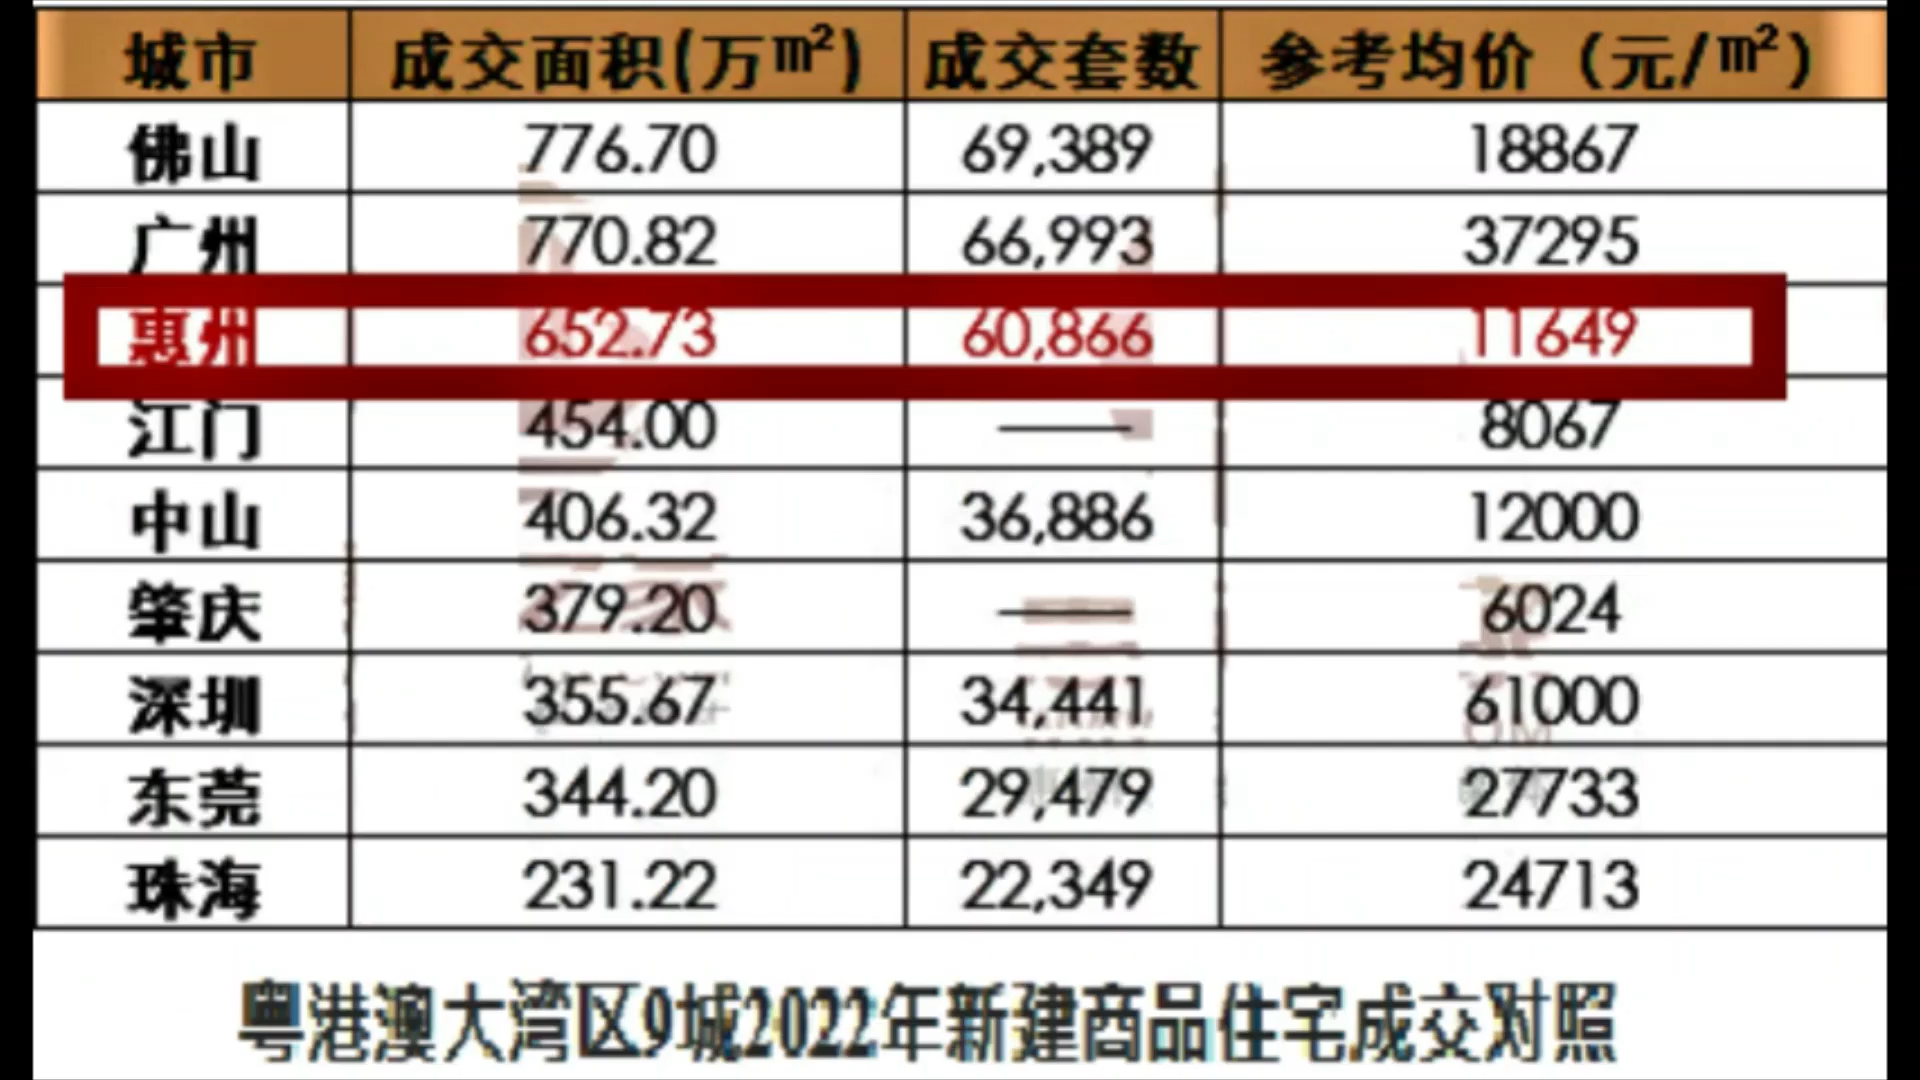 城市 成交面积(万㎡) 成交套数 参考均价（元/㎡）
佛山 776.70 69,389 18867
广州 770.82 66,993 37295
惠州 652.73 60,866 11649
江门 454.00 —— 8067
中山 406.32 36,886 12000
肇庆 379.20 —— 6024
深圳 355.67 34,441 61000
东莞 344.20 29,479 27733
珠海 231.22 22,349 24713
粤港澳大湾区9城2022年新建商品住宅成交对照